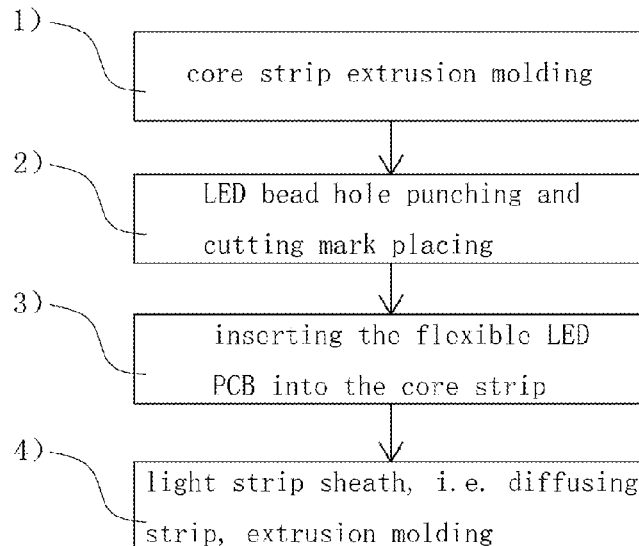 1)
core strip extrusion molding
2)
LED bead hole punching and
cutting mark placing
3)
inserting the flexible LED
PCB into the core strip
4)
light strip sheath, i.e. diffusing
strip, extrusion molding